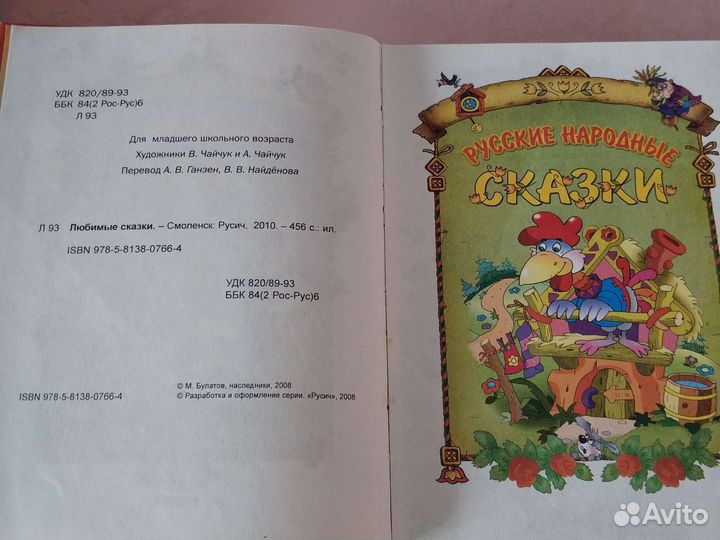 УДК 820/89-93
ББК 84(2 Рос-Рус)6
Л 93
Для младшего школьного возраста
Художники В. Чайчук и А. Чайчук
Перевод А. В. Ганзен, В. В. Найдёнова
Л 93 Любимые сказки. – Смоленск: Русич, 2010. – 456 с.: ил.
ISBN 978-5-8138-0766-4
УДК 820/89-93
ББК 84(2 Рос-Рус)6
ISBN 978-5-8138-0766-4
© М. Булатов, наследники, 2008
© Разработка и оформление серии. «Русич», 2008
РУССКИЕ НАРОДНЫЕ
СКАЗКИ
Avito